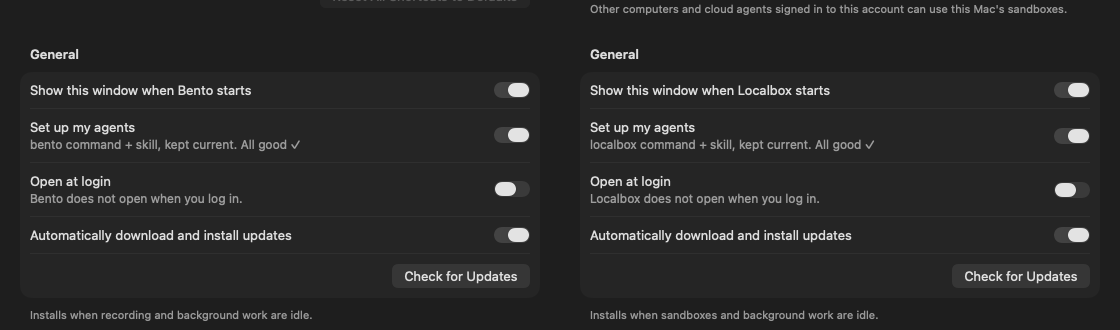 Other computers and cloud agents signed in to this account can use this Mac's sandboxes.
General
Show this window when Bento starts
Set up my agents
bento command + skill, kept current. All good ✓
Open at login
Bento does not open when you log in.
Automatically download and install updates
Check for Updates
Installs when recording and background work are idle.
General
Show this window when Localbox starts
Set up my agents
localbox command + skill, kept current. All good ✓
Open at login
Localbox does not open when you log in.
Automatically download and install updates
Check for Updates
Installs when sandboxes and background work are idle.